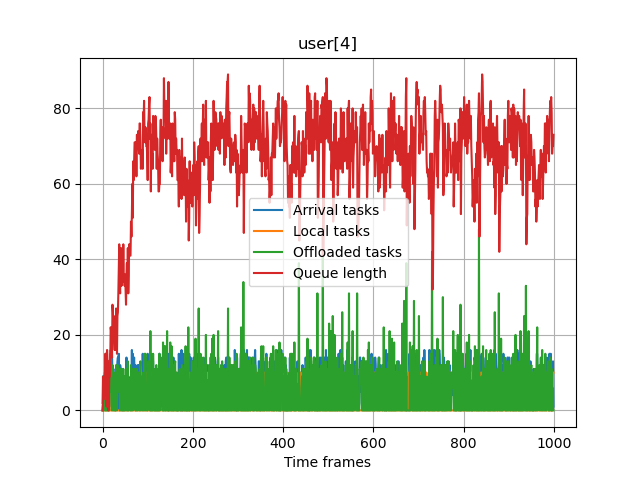 user[4]
80
60
40
20
0
Arrival tasks
Local tasks
Offloaded tasks
Queue length
0 200 400 600 800 1000
Time frames